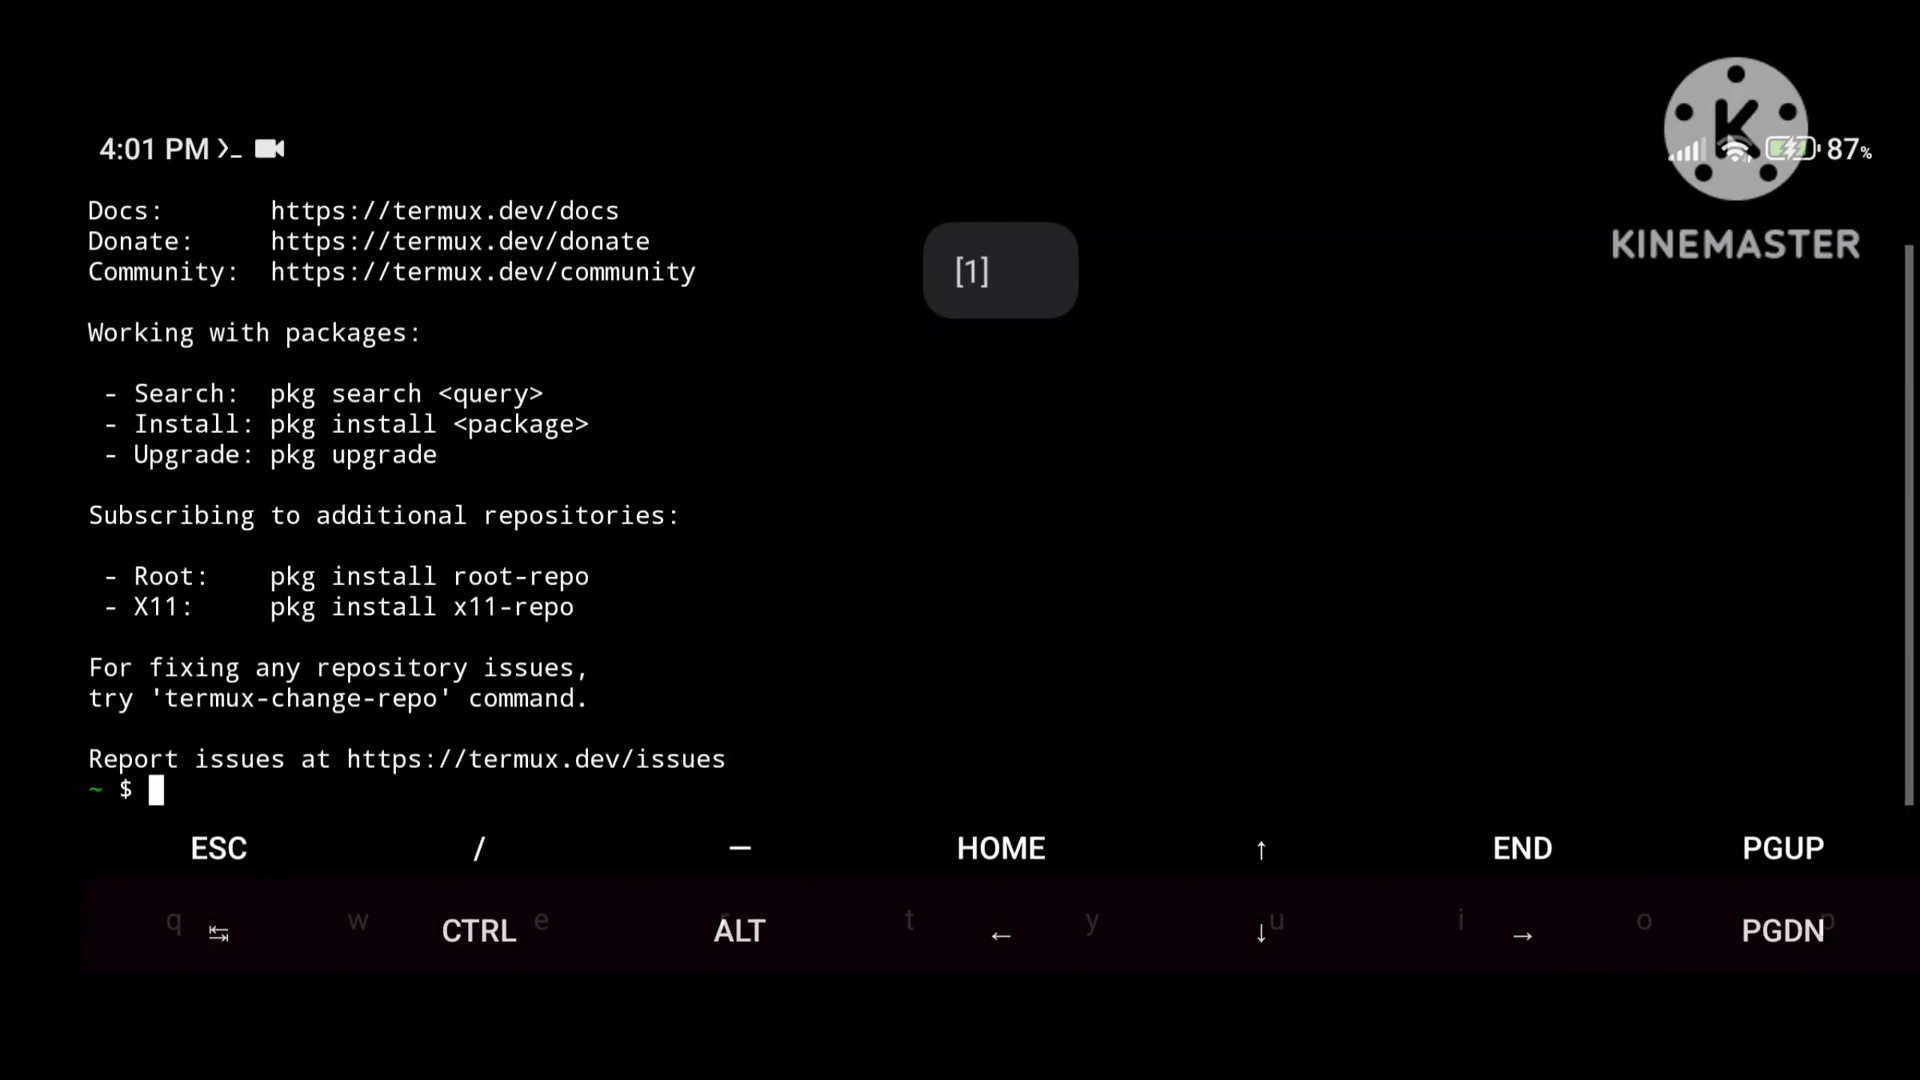 4:01 PM
87%
K
KINEMASTER
Docs: https://termux.dev/docs
Donate: https://termux.dev/donate
Community: https://termux.dev/community
[1]
Working with packages:
- Search: pkg search <query>
- Install: pkg install <package>
- Upgrade: pkg upgrade
Subscribing to additional repositories:
- Root: pkg install root-repo
- X11: pkg install x11-repo
For fixing any repository issues,
try 'termux-change-repo' command.
Report issues at https://termux.dev/issues
~ $
ESC / — HOME ↑ END PGUP
q w e r t y u i o p
↹ CTRL ALT ← ↓ → PGDN